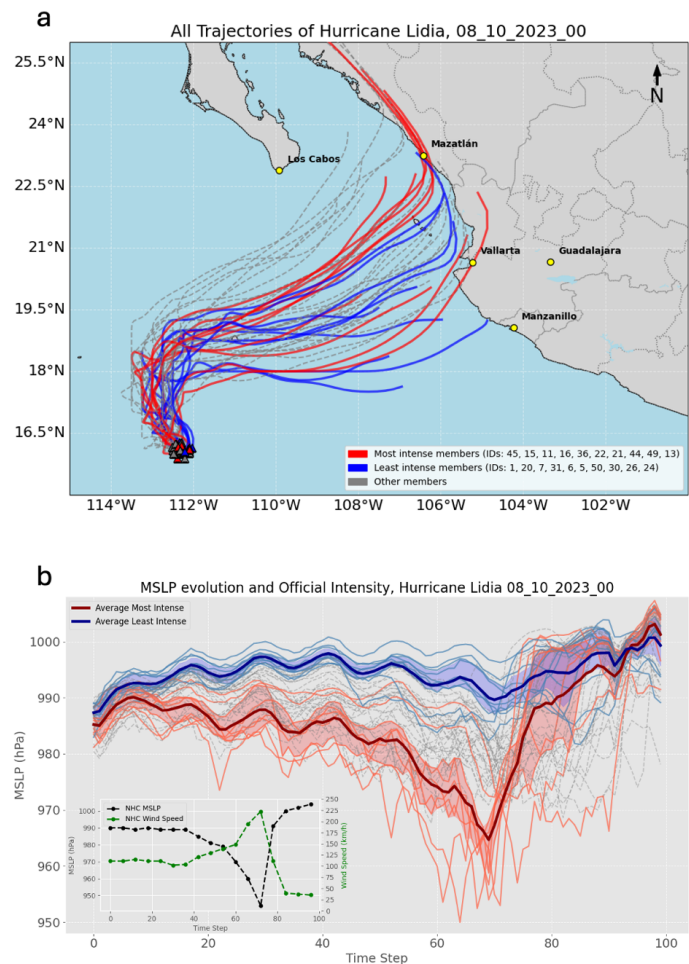 a
All Trajectories of Hurricane Lidia, 08_10_2023_00
25.5°N
24°N
22.5°N
21°N
19.5°N
18°N
16.5°N
N
Mazatlán
Los Cabos
Vallarta
Guadalajara
Manzanillo
Most intense members (IDs: 45, 15, 11, 16, 36, 22, 21, 44, 49, 13)
Least intense members (IDs: 1, 20, 7, 31, 6, 5, 50, 30, 26, 24)
Other members
114°W 112°W 110°W 108°W 106°W 104°W 102°W
b
MSLP evolution and Official Intensity, Hurricane Lidia 08_10_2023_00
Average Most Intense
Average Least Intense
MSLP (hPa)
1000
990
980
970
960
950
NHC MSLP
NHC Wind Speed
MSLP (hPa)
1000
990
980
970
960
950
250
225
200
175
150
125
100
75
50
25
0
Wind Speed (km/h)
0 20 40 60 80 100
Time Step
0 20 40 60 80 100
Time Step